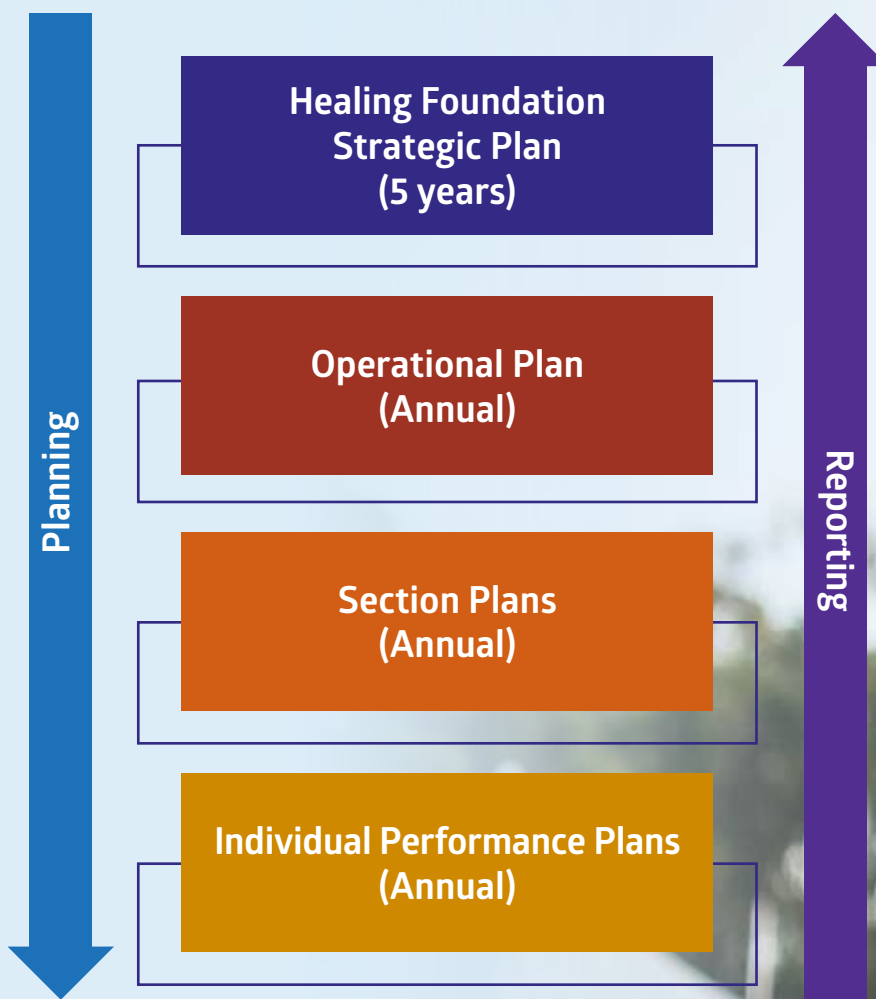 Healing Foundation
Strategic Plan
(5 years)
Operational Plan
(Annual)
Section Plans
(Annual)
Individual Performance Plans
(Annual)
Planning
Reporting